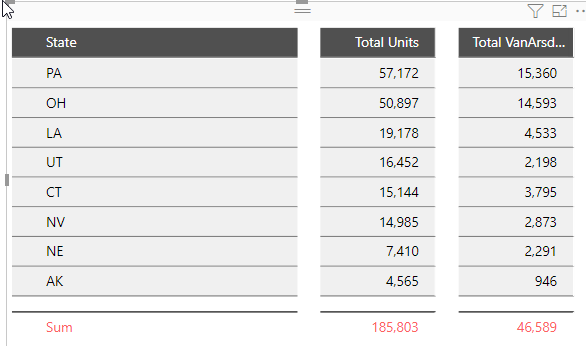 State Total Units Total VanArsd...
PA 57,172 15,360
OH 50,897 14,593
LA 19,178 4,533
UT 16,452 2,198
CT 15,144 3,795
NV 14,985 2,873
NE 7,410 2,291
AK 4,565 946
Sum 185,803 46,589